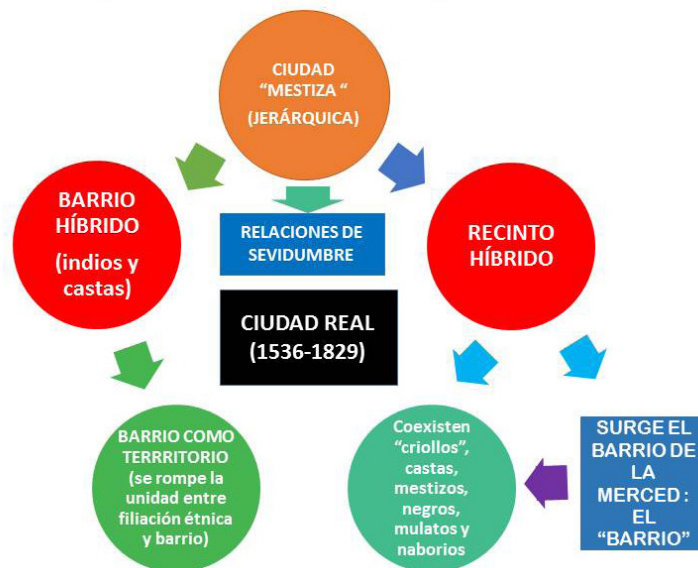 CIUDAD
“MESTIZA “
(JERÁRQUICA)
BARRIO
HÍBRIDO
(indios y
castas)
RELACIONES DE
SEVIDUMBRE
RECINTO
HÍBRIDO
CIUDAD REAL
(1536-1829)
BARRIO COMO
TERRRITORIO
(se rompe la
unidad entre
filiación étnica
y barrio)
Coexisten
“criollos”,
castas,
mestizos,
negros,
mulatos y
naborios
SURGE EL
BARRIO DE
LA
MERCED :
EL
“BARRIO”